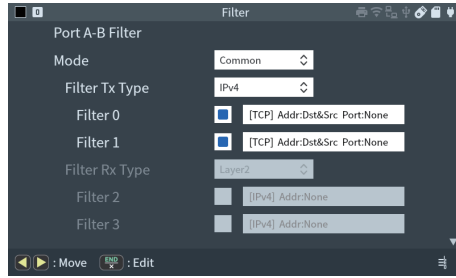 0 Filter
Port A-B Filter
Mode Common
Filter Tx Type IPv4
Filter 0 [TCP] Addr:Dst&Src Port:None
Filter 1 [TCP] Addr:Dst&Src Port:None
Filter Rx Type Layer2
Filter 2 [IPv4] Addr:None
Filter 3 [IPv4] Addr:None
: Move END × : Edit